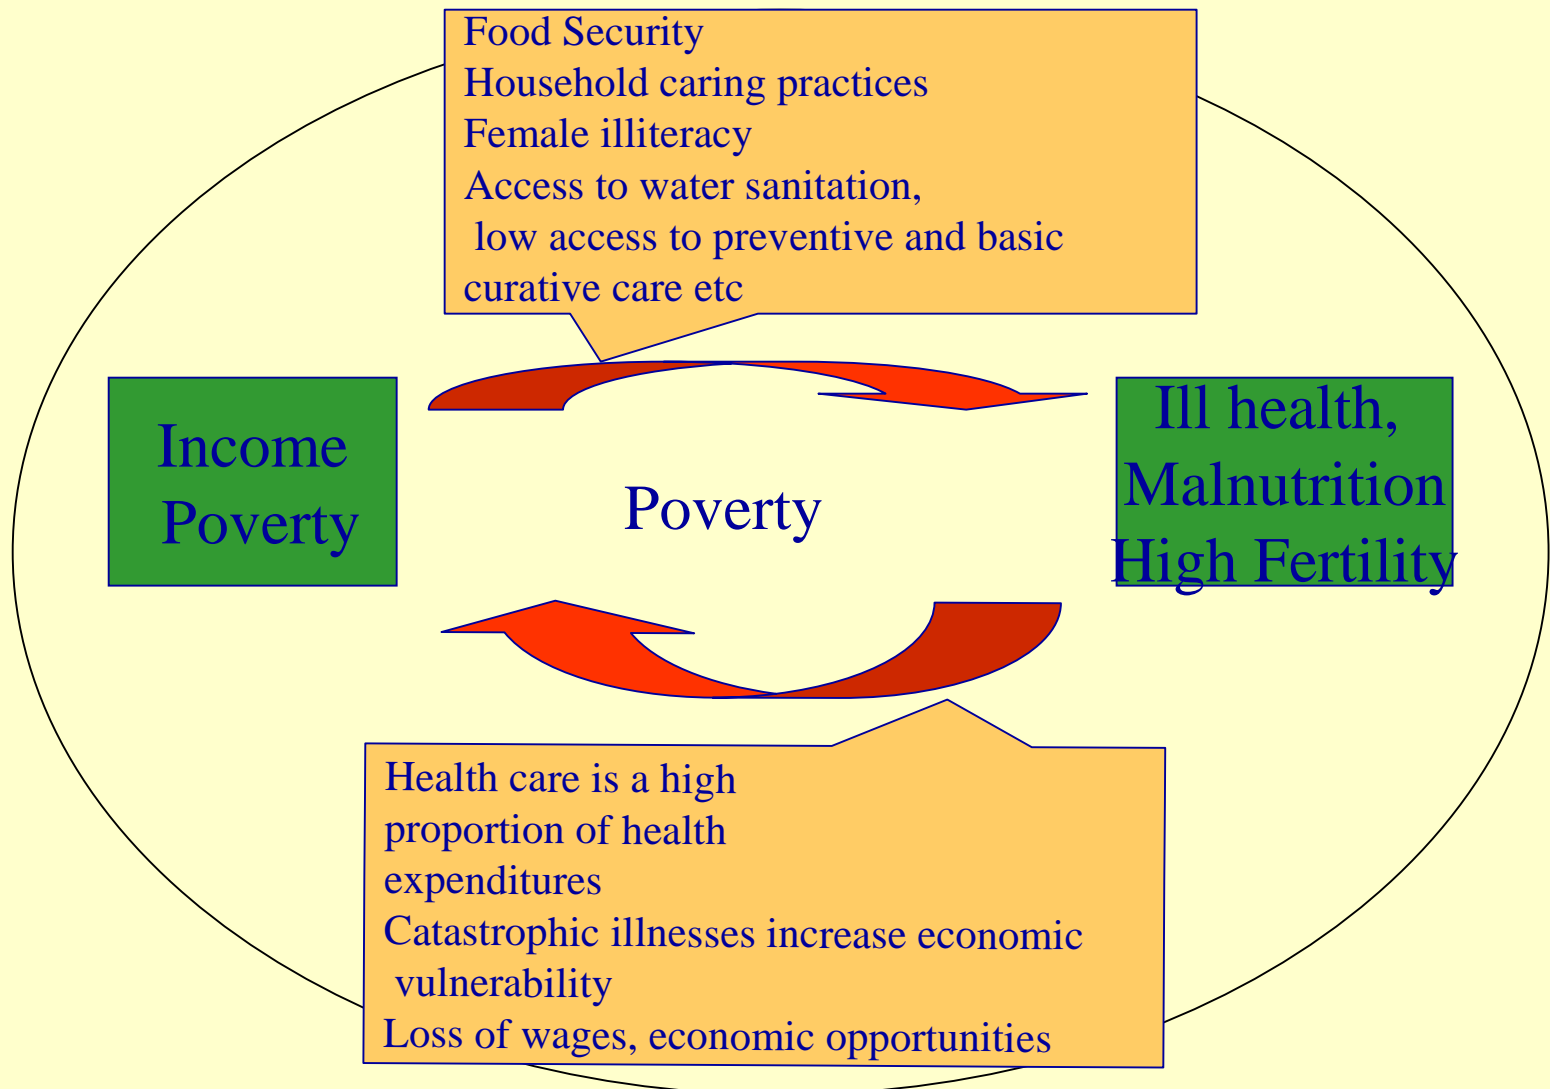 Food Security
Household caring practices
Female illiteracy
Access to water sanitation,
low access to preventive and basic
curative care etc
Income
Poverty
Poverty
Ill health,
Malnutrition
High Fertility
Health care is a high
proportion of health
expenditures
Catastrophic illnesses increase economic
vulnerability
Loss of wages, economic opportunities